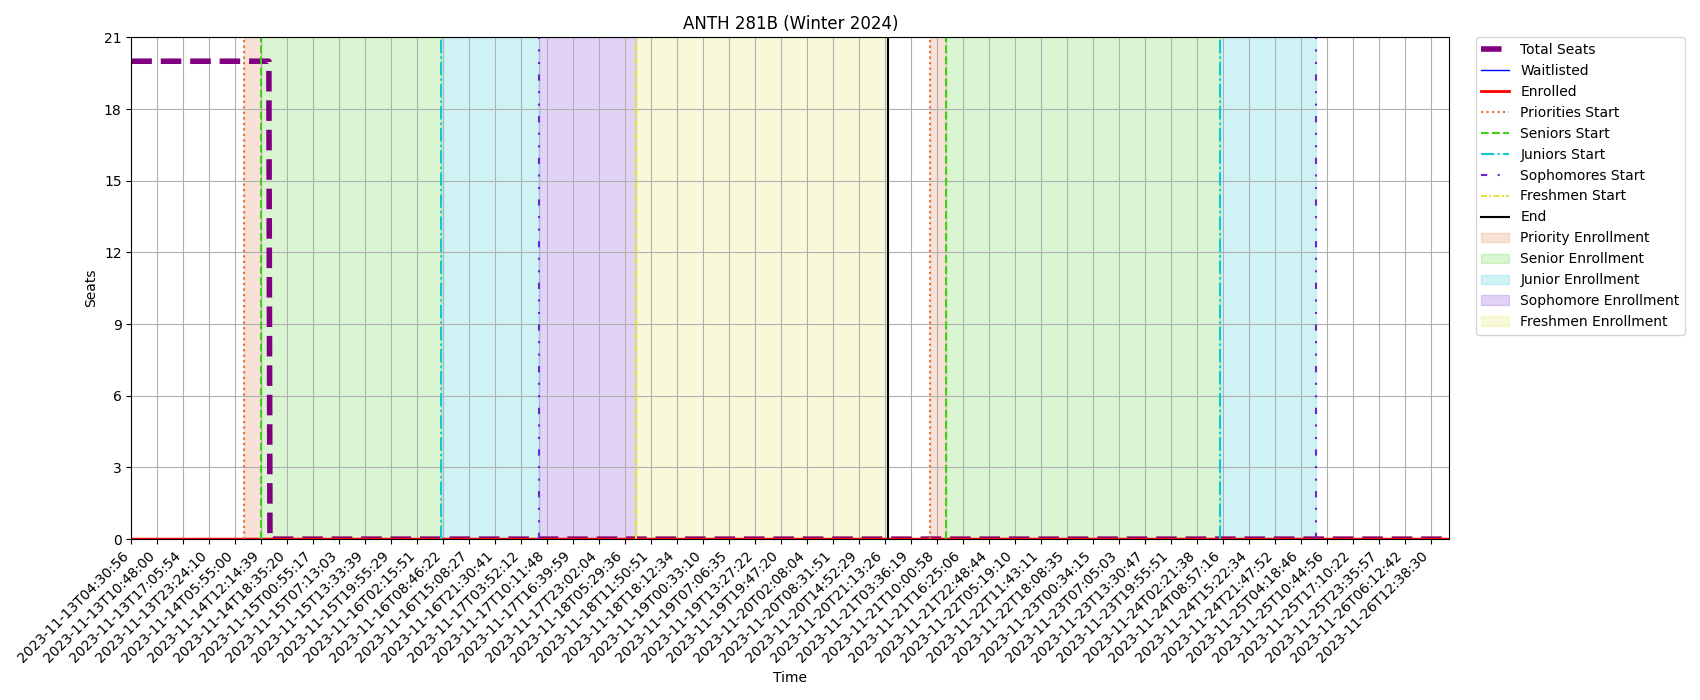 ANTH 281B (Winter 2024)
21
18
15
12
9
6
3
0
Seats
2023-11-13T04:30:56
2023-11-13T10:48:00
2023-11-13T17:05:54
2023-11-13T23:24:10
2023-11-14T05:55:00
2023-11-14T12:14:39
2023-11-14T18:35:20
2023-11-15T00:55:17
2023-11-15T07:13:03
2023-11-15T13:33:39
2023-11-15T19:55:29
2023-11-16T02:15:51
2023-11-16T08:46:22
2023-11-16T15:08:27
2023-11-16T21:30:41
2023-11-17T03:52:12
2023-11-17T10:11:48
2023-11-17T16:39:59
2023-11-17T23:02:04
2023-11-18T05:29:36
2023-11-18T11:50:51
2023-11-18T18:12:34
2023-11-19T00:33:10
2023-11-19T07:06:35
2023-11-19T13:27:22
2023-11-19T19:47:20
2023-11-20T02:08:04
2023-11-20T08:31:51
2023-11-20T14:52:29
2023-11-20T21:13:26
2023-11-21T03:36:19
2023-11-21T10:00:58
2023-11-21T16:25:06
2023-11-21T22:48:44
2023-11-22T05:19:10
2023-11-22T11:43:11
2023-11-22T18:08:35
2023-11-23T00:34:15
2023-11-23T07:05:03
2023-11-23T13:30:47
2023-11-23T19:55:51
2023-11-24T02:21:38
2023-11-24T08:57:16
2023-11-24T15:22:34
2023-11-24T21:47:52
2023-11-25T04:18:46
2023-11-25T10:44:56
2023-11-25T17:10:22
2023-11-25T23:35:57
2023-11-26T06:12:42
2023-11-26T12:38:30
Time
Total Seats
Waitlisted
Enrolled
Priorities Start
Seniors Start
Juniors Start
Sophomores Start
Freshmen Start
End
Priority Enrollment
Senior Enrollment
Junior Enrollment
Sophomore Enrollment
Freshmen Enrollment